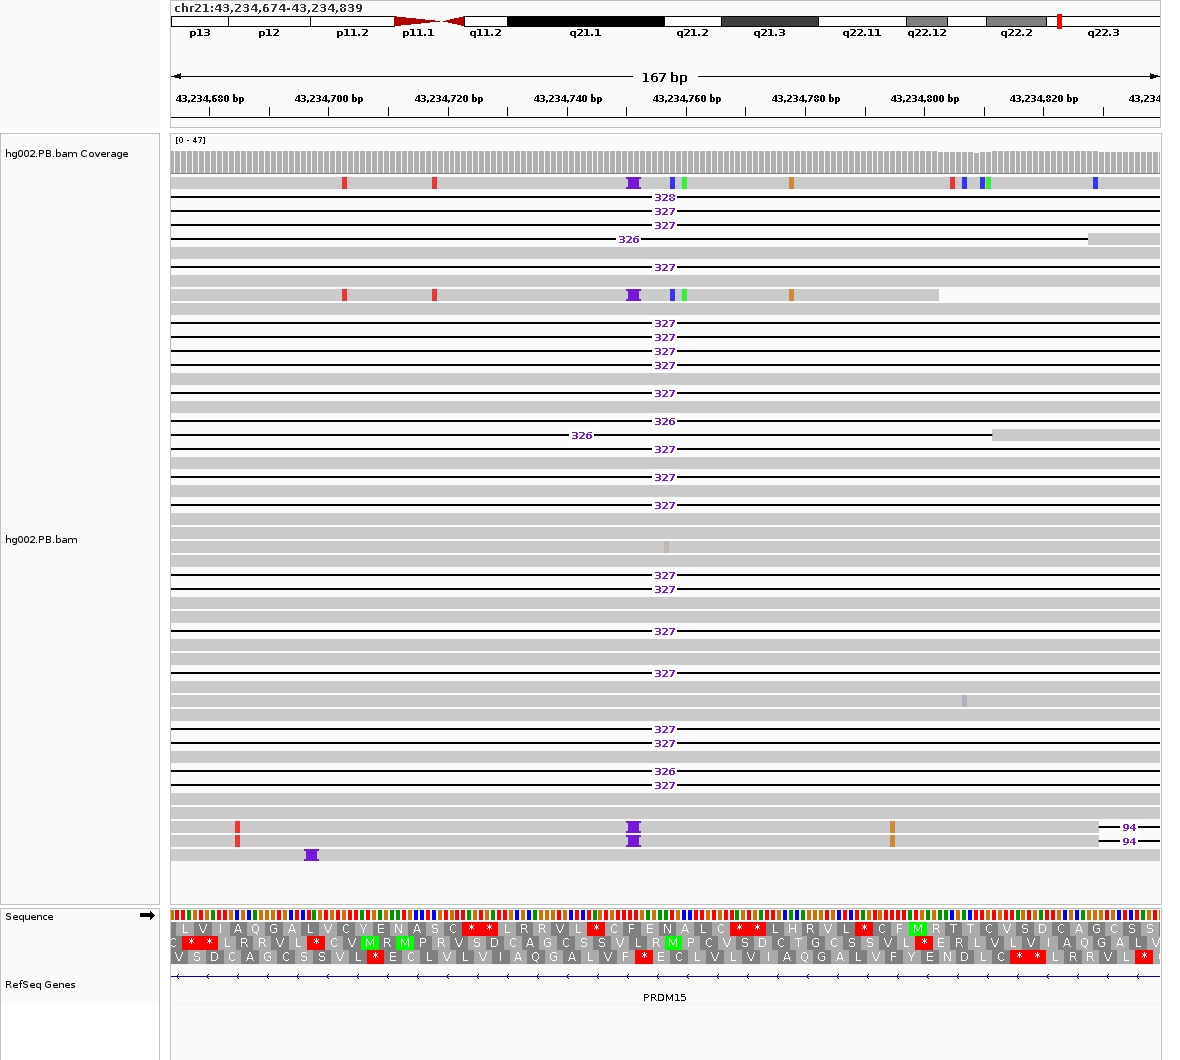 chr21:43,234,674-43,234,839
p13 p12 p11.2 p11.1 q11.2 q21.1 q21.2 q21.3 q22.11 q22.12 q22.2 q22.3
167 bp
43,234,680 bp 43,234,700 bp 43,234,720 bp 43,234,740 bp 43,234,760 bp 43,234,780 bp 43,234,800 bp 43,234,820 bp 43,234
[0 - 47]
hg002.PB.bam Coverage
328
327
327
326
327
327
327
327
327
327
326
326
327
327
327
hg002.PB.bam
327
327
327
327
327
327
326
327
94
94
Sequence
L V I A Q G A L V C Y E N A S C * * L R R V L * C F E N A L C * * L H R V L * C F M R T T C V S D C A G C S S
C * * L R R V L * C V M R M P R V S D C A G C S S V L R M P C V S D C T G C S S V L * E R L V L V I A Q G A L V
V S D C A G C S S V L * E C L V L V I A Q G A L V F * E C L V L V I A Q G A L V F Y E N D L C * * L R R V L *
RefSeq Genes
PRDM15